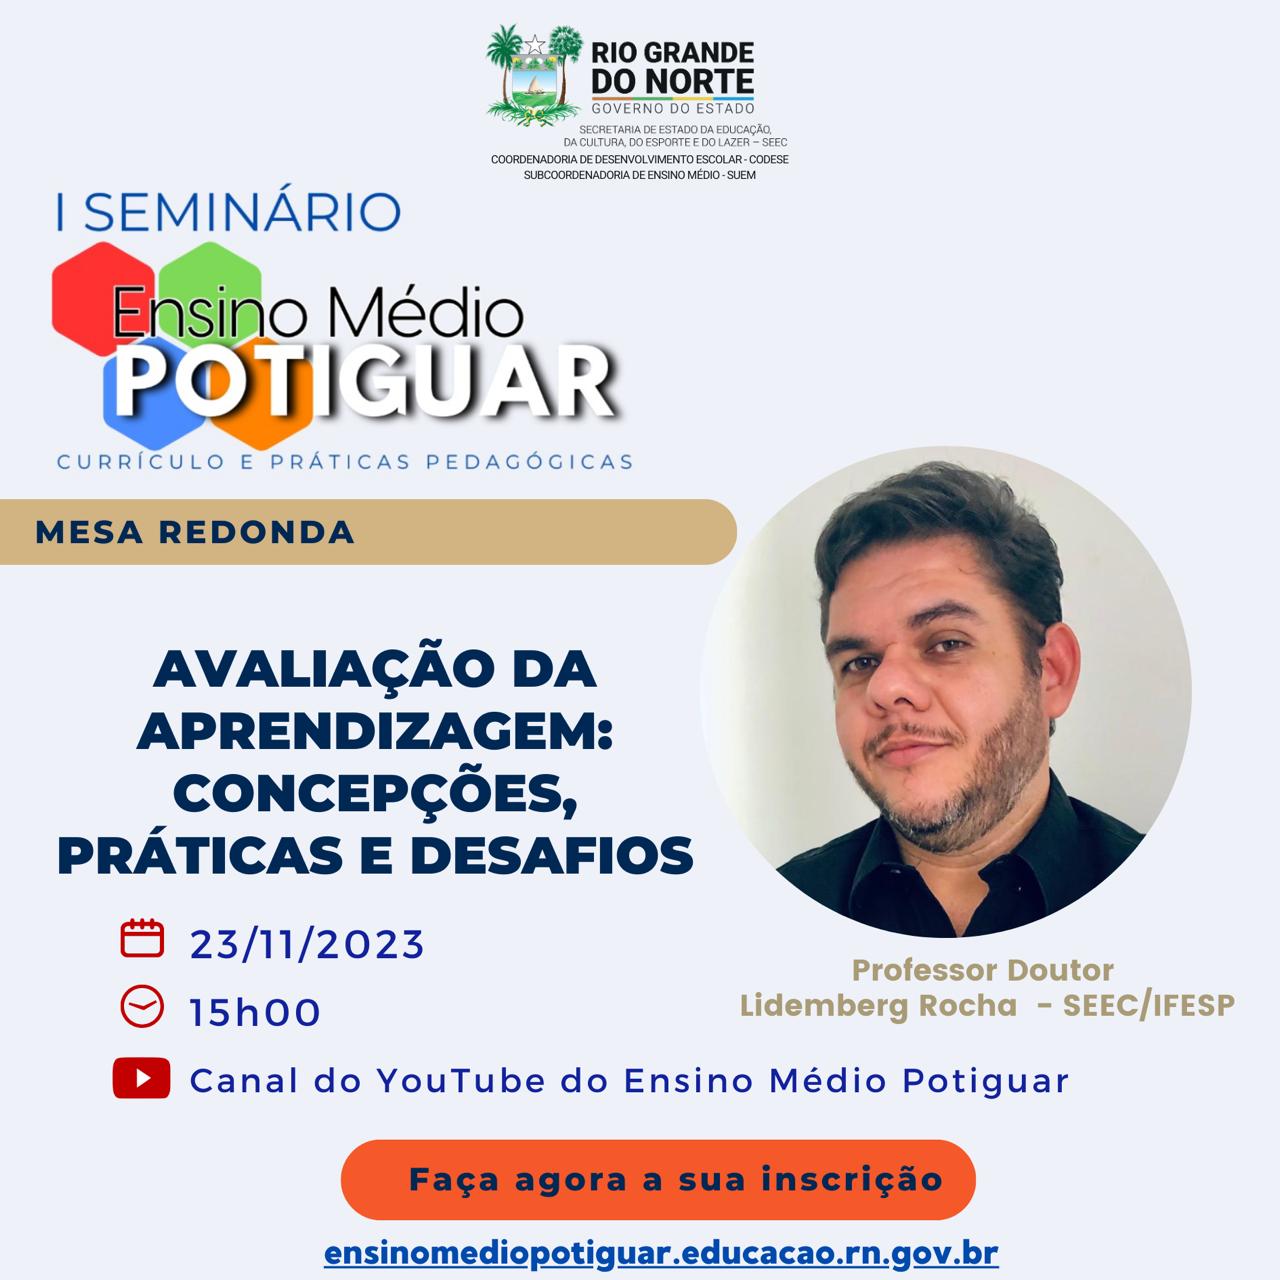 RIO GRANDE
DO NORTE
GOVERNO DO ESTADO
SECRETARIA DE ESTADO DA EDUCAÇÃO,
DA CULTURA, DO ESPORTE E DO LAZER – SEEC
COORDENADORIA DE DESENVOLVIMENTO ESCOLAR - CODESE
SUBCOORDENADORIA DE ENSINO MÉDIO - SUEM
I SEMINÁRIO
Ensino Médio
POTIGUAR
CURRÍCULO E PRÁTICAS PEDAGÓGICAS
MESA REDONDA
AVALIAÇÃO DA
APRENDIZAGEM:
CONCEPÇÕES,
PRÁTICAS E DESAFIOS
23/11/2023
15h00
Canal do YouTube do Ensino Médio Potiguar
Professor Doutor
Lidemberg Rocha - SEEC/IFESP
Faça agora a sua inscrição
ensinomediopotiguar.educacao.rn.gov.br